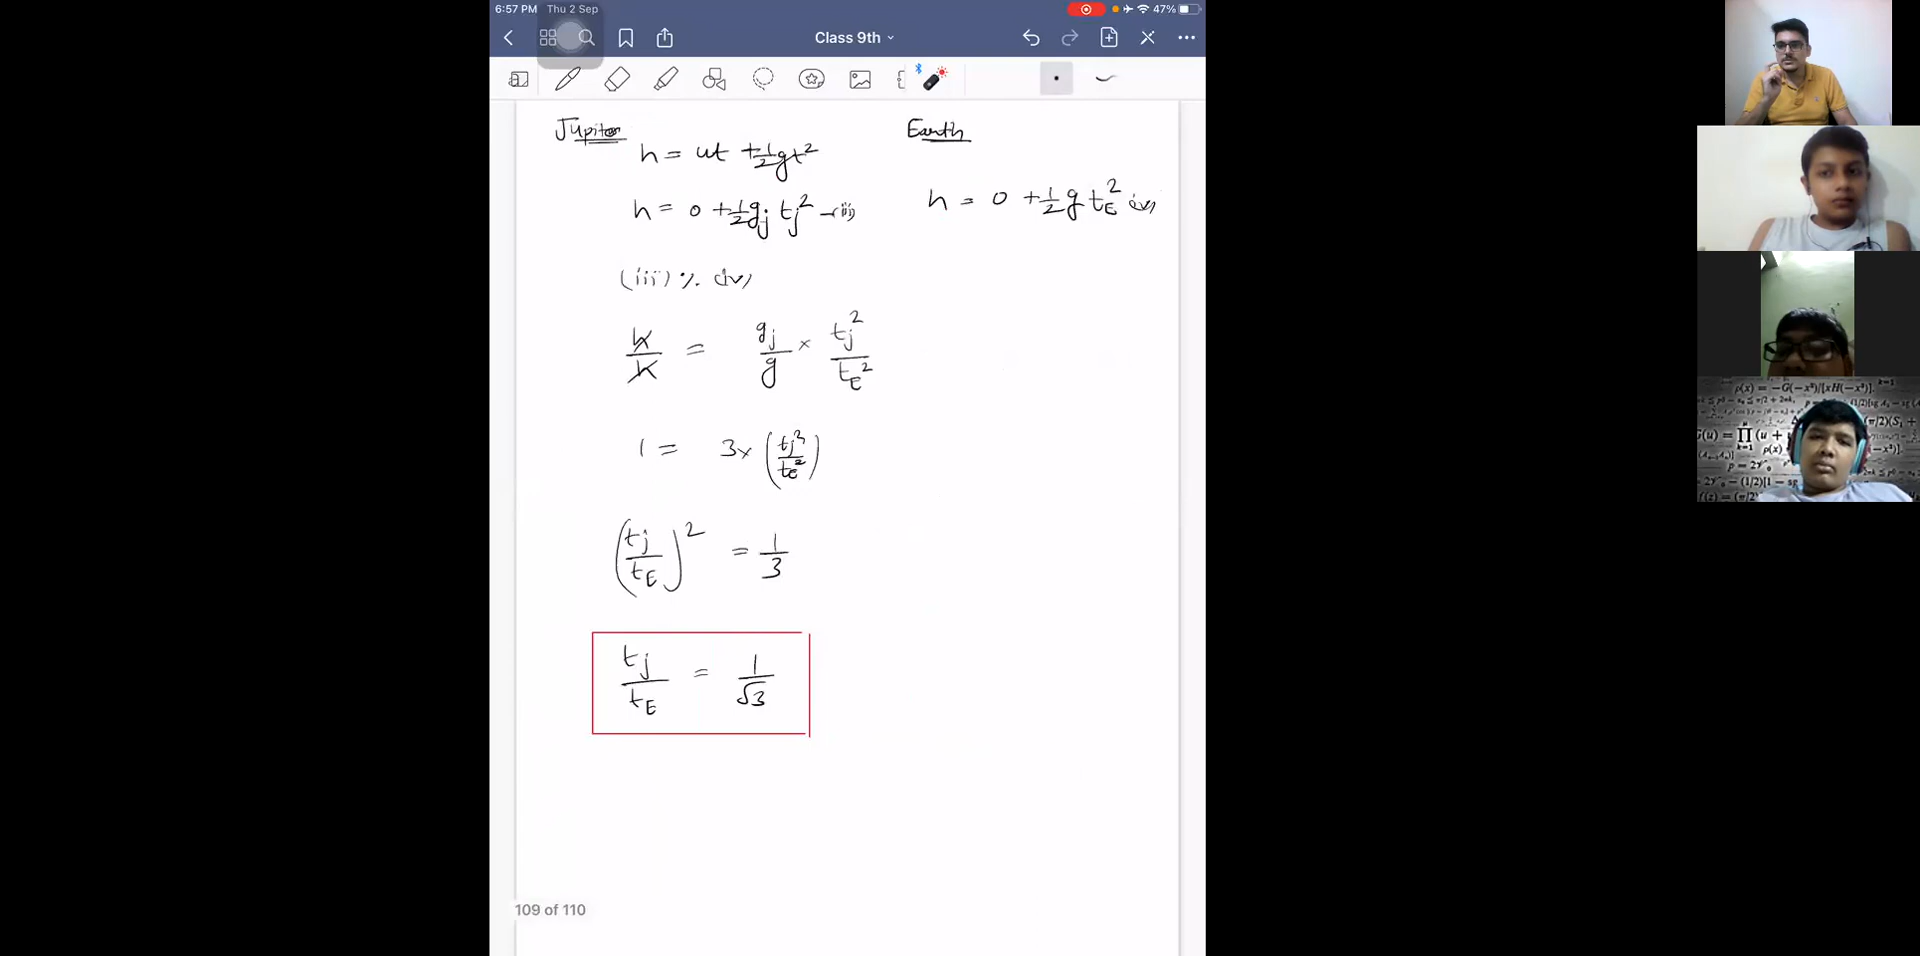 6:57 PM Thu 2 Sep
47%
Class 9th
Jupiter
h = ut + 1/2 gt²
h = 0 + 1/2 gj tj² – iii
Earth
h = 0 + 1/2 g tE² iv
(iii) % (iv)
h/h = gj/g × tj²/tE²
1 = 3 × (tj²/tE²)
(tj/tE)² = 1/3
tj/tE = 1/√3
109 of 110